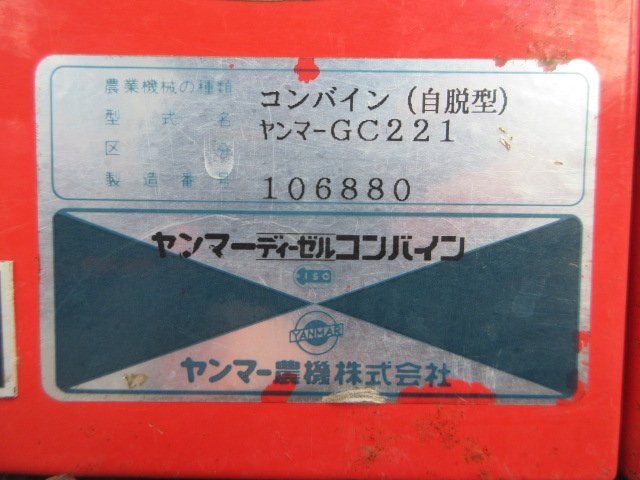 農業機械の種類 コンバイン (自脱型)
型式名 ヤンマーGC221
区分
製造番号 106880
ヤンマーディーゼルコンバイン
ISC
YANMAR
ヤンマー農機株式会社